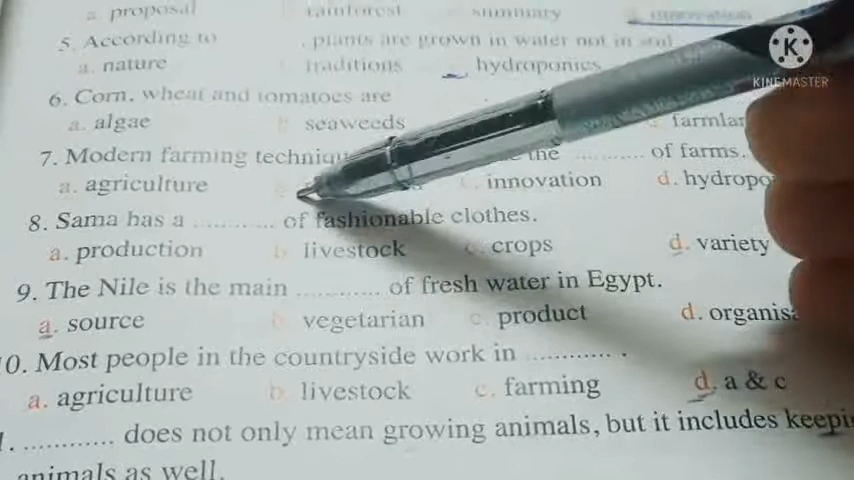 a. proposal rainforest summary innovation
5. According to . plants are grown in water not in soil
a. nature traditions hydroponics
6. Corn, wheat and tomatoes are
a. algae b seaweeds farmlan
7. Modern farming techniqu the ............ of farms.
a. agriculture c. innovation d. hydropo
8. Sama has a .............. of fashionable clothes.
a. production b livestock c crops d. variety
9. The Nile is the main ............ of fresh water in Egypt.
a. source b. vegetarian c. product d. organisa
0. Most people in the countryside work in ............ .
a. agriculture b livestock c. farming d. a & c
............ does not only mean growing animals, but it includes keepi
animals as well.
K
KINEMASTER